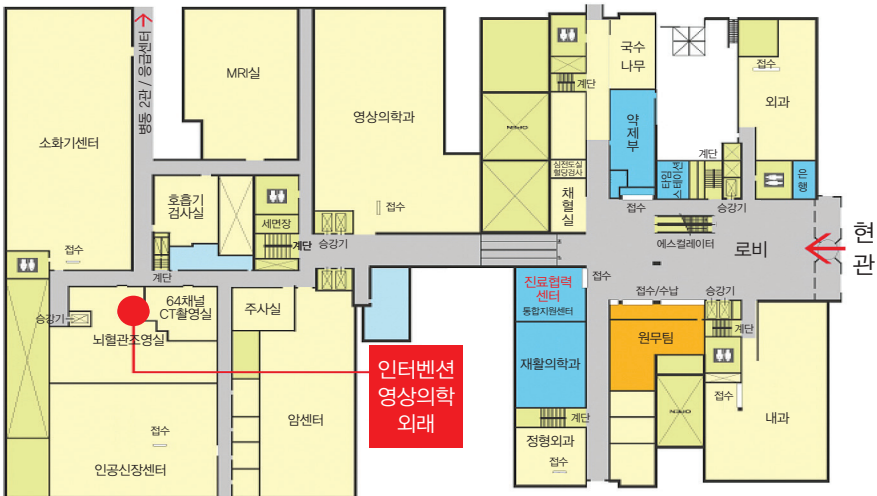 병동 2관 / 응급센터
소화기센터
접수
MRI실
호흡기
검사실
세면장
계단
계단
영상의학과
접수
승강기
승강기
뇌혈관조영실
64채널
CT촬영실
주사실
암센터
접수
인공신장센터
인터벤션
영상의학
외래
OPEN
계단
국수
나무
약
제
부
심전도실
혈당검사
채
혈
실
접수
타임
스테이션
계단
접수
외과
은
행
승강기
에스컬레이터
로비
현
관
진료협력
센터
통합지원센터
접수
접수/수납
승강기
계단
원무팀
재활의학과
계단
정형외과
접수
OPEN
접수
내과